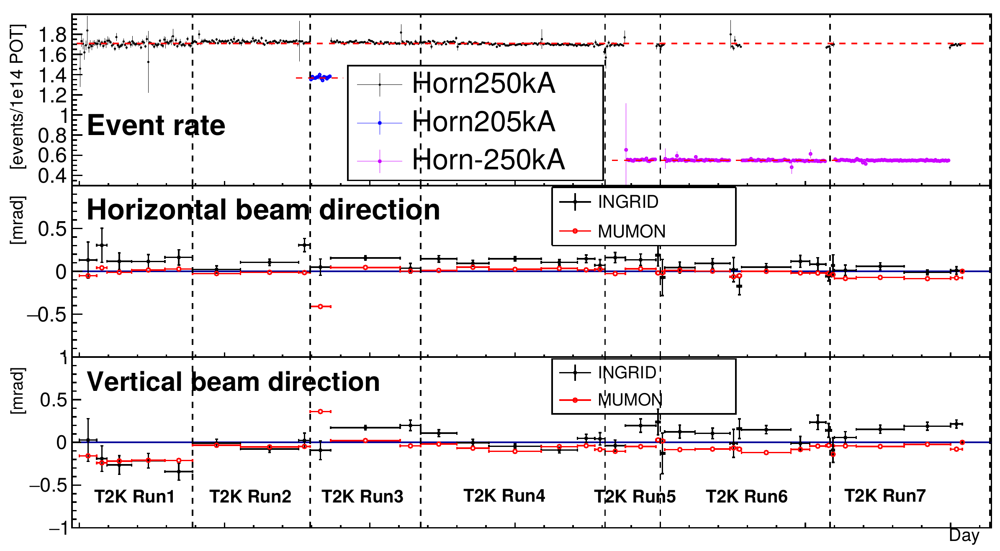 [events/1e14 POT]
1.8
1.6
1.4
1.2
1
0.8
0.6
0.4
Event rate
Horn250kA
Horn205kA
Horn-250kA
[mrad]
Horizontal beam direction
INGRID
MUMON
0.5
0
−0.5
1
[mrad]
Vertical beam direction
INGRID
MUMON
0.5
0
−0.5
−1
T2K Run1
T2K Run2
T2K Run3
T2K Run4
T2K Run5
T2K Run6
T2K Run7
Day